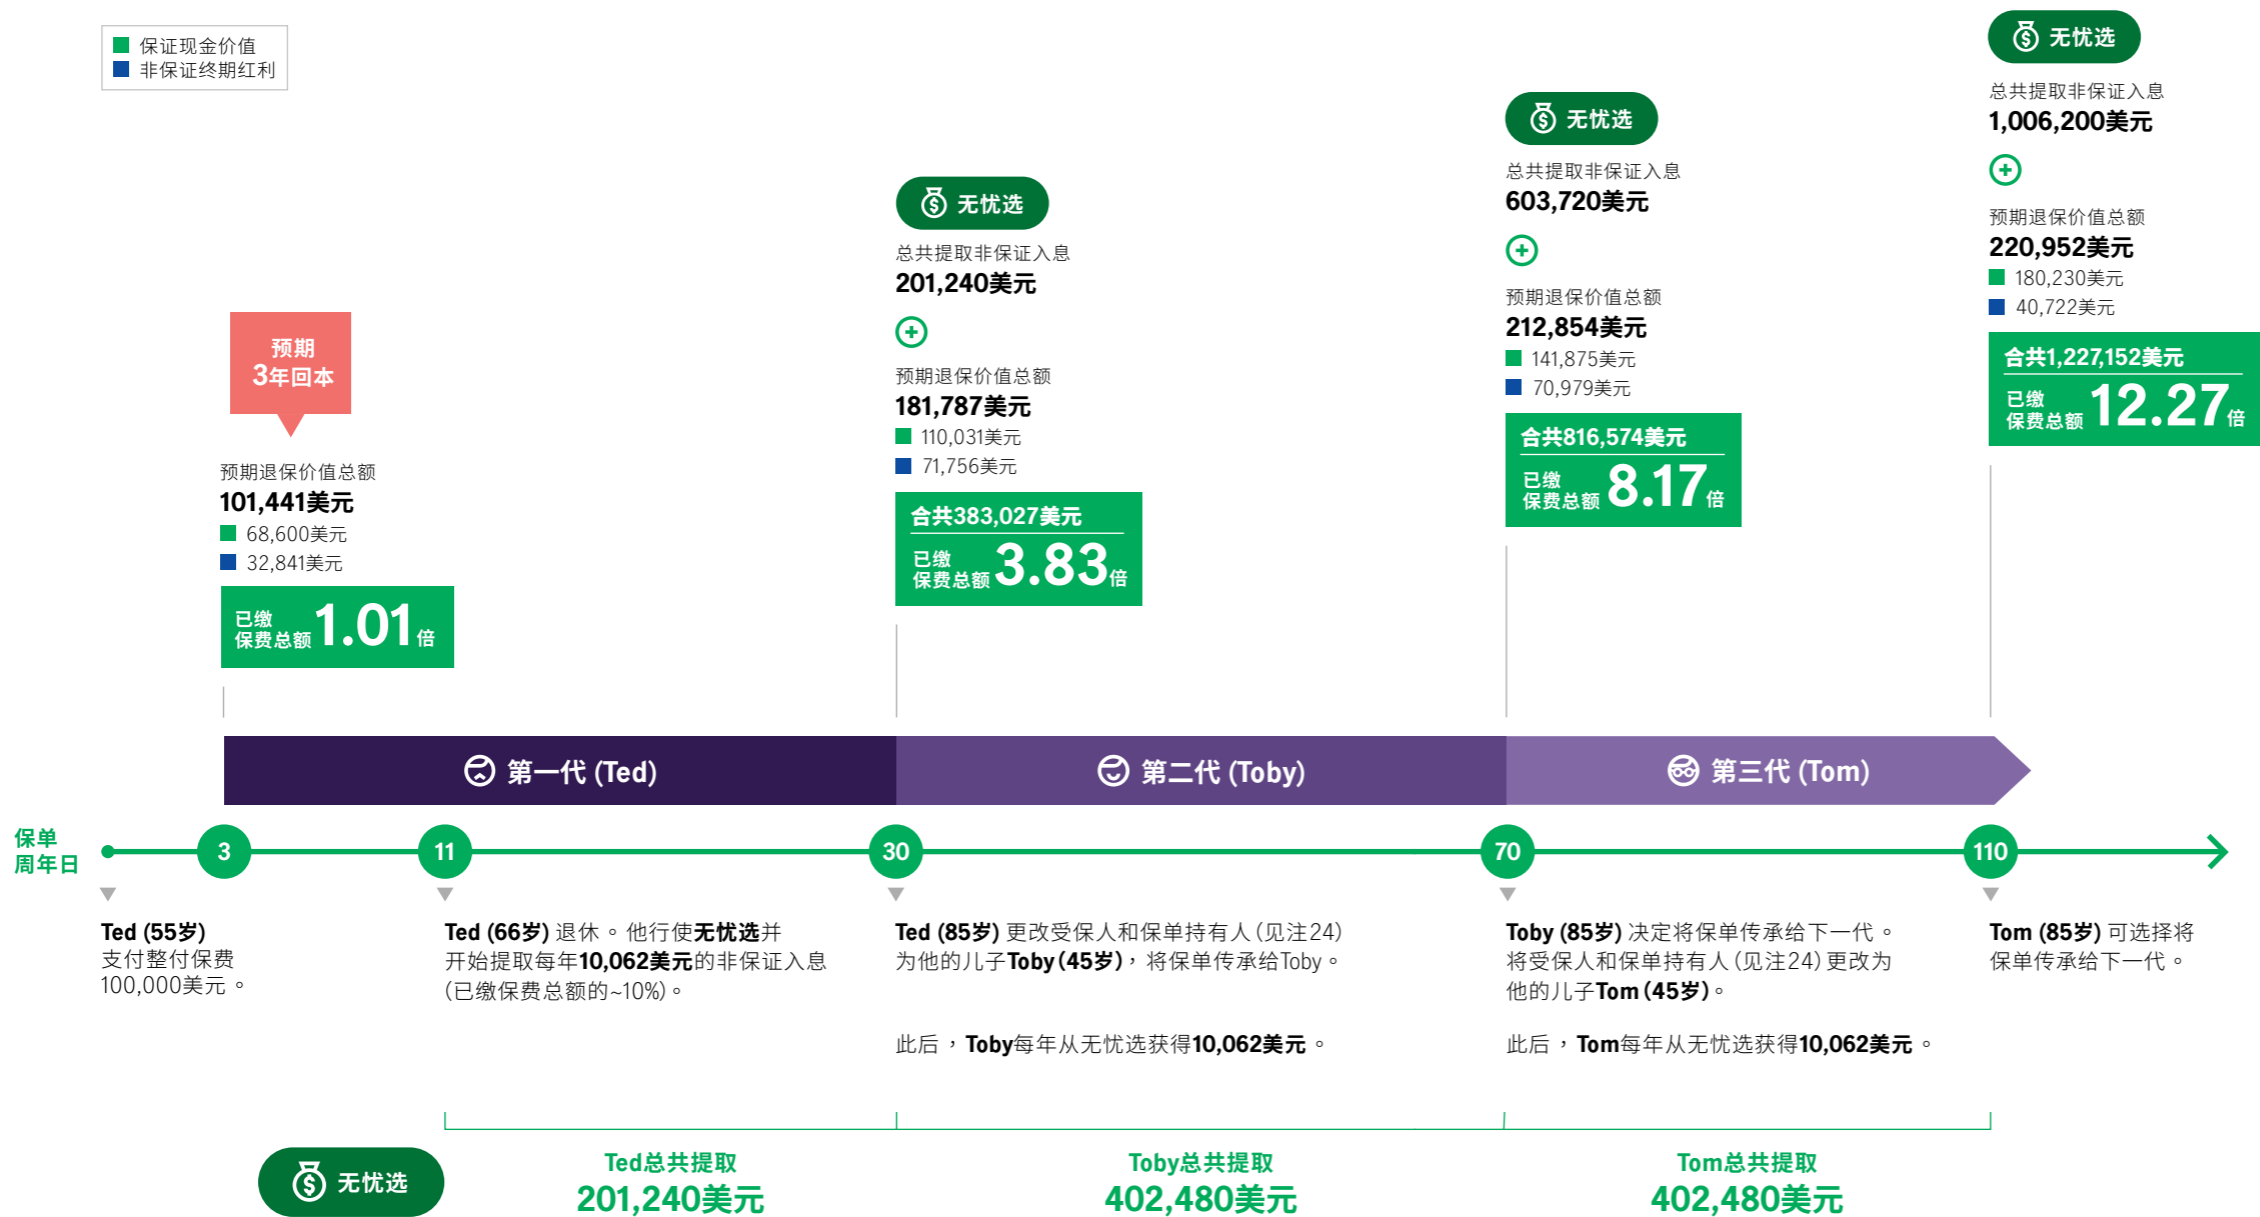 保证现金价值
非保证终期红利
预期
3年回本
预期退保价值总额
101,441美元
68,600美元
32,841美元
已缴
保费总额 1.01 倍
无忧选
总共提取非保证入息
201,240美元
预期退保价值总额
181,787美元
110,031美元
71,756美元
合共383,027美元
已缴
保费总额 3.83 倍
无忧选
总共提取非保证入息
603,720美元
预期退保价值总额
212,854美元
141,875美元
70,979美元
合共816,574美元
已缴
保费总额 8.17 倍
无忧选
总共提取非保证入息
1,006,200美元
预期退保价值总额
220,952美元
180,230美元
40,722美元
合共1,227,152美元
已缴
保费总额 12.27 倍
第一代 (Ted)
第二代 (Toby)
第三代 (Tom)
保单
周年日
3
11
30
70
110
Ted (55岁)
支付整付保费
100,000美元。
Ted (66岁) 退休。他行使无忧选并
开始提取每年10,062美元的非保证入息
(已缴保费总额的~10%)。
Ted (85岁) 更改受保人和保单持有人 (见注24)
为他的儿子Toby (45岁)，将保单传承给Toby。
此后，Toby每年从无忧选获得10,062美元。
Toby (85岁) 决定将保单传承给下一代。
将受保人和保单持有人 (见注24) 更改为
他的儿子Tom (45岁)。
此后，Tom每年从无忧选获得10,062美元。
Tom (85岁) 可选择将
保单传承给下一代。
无忧选
Ted总共提取
201,240美元
Toby总共提取
402,480美元
Tom总共提取
402,480美元